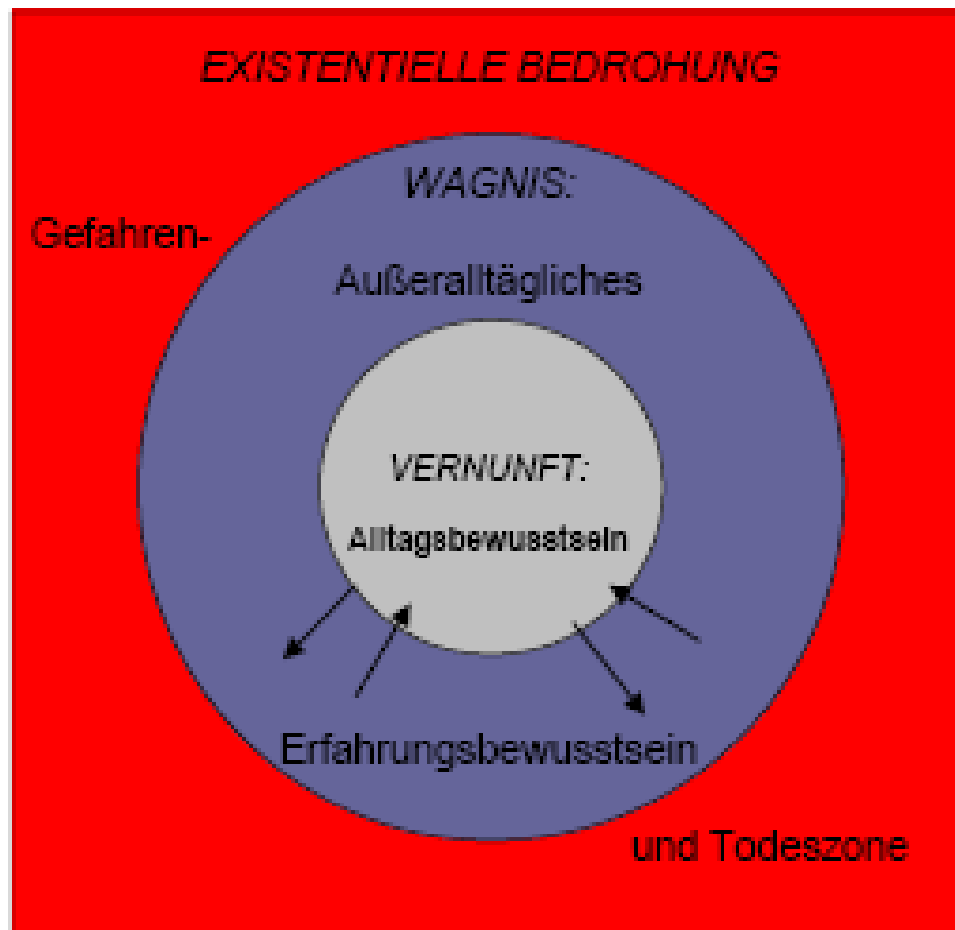 EXISTENTIELLE BEDROHUNG
WAGNIS:
Gefahren-
Außeralltägliches
VERNUNFT:
Alltagsbewusstsein
Erfahrungsbewusstsein
und Todeszone